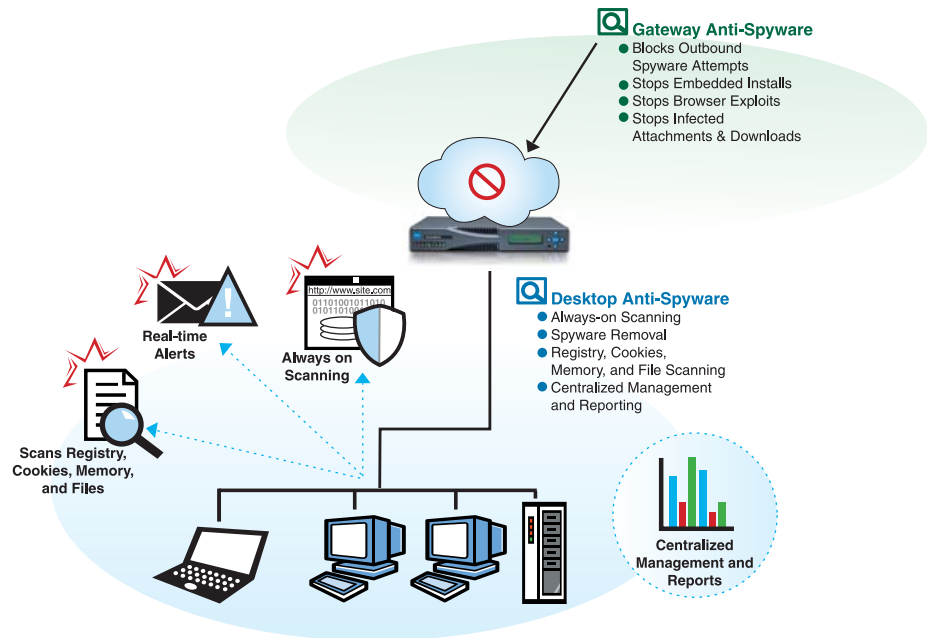 Gateway Anti-Spyware
Blocks Outbound
Spyware Attempts
Stops Embedded Installs
Stops Browser Exploits
Stops Infected
Attachments & Downloads
http://www.site.com
01101001011010
Real-time
Alerts
Always on
Scanning
Desktop Anti-Spyware
Always-on Scanning
Spyware Removal
Registry, Cookies,
Memory, and File Scanning
Centralized Management
and Reporting
Scans Registry,
Cookies, Memory,
and Files
Centralized
Management and
Reports